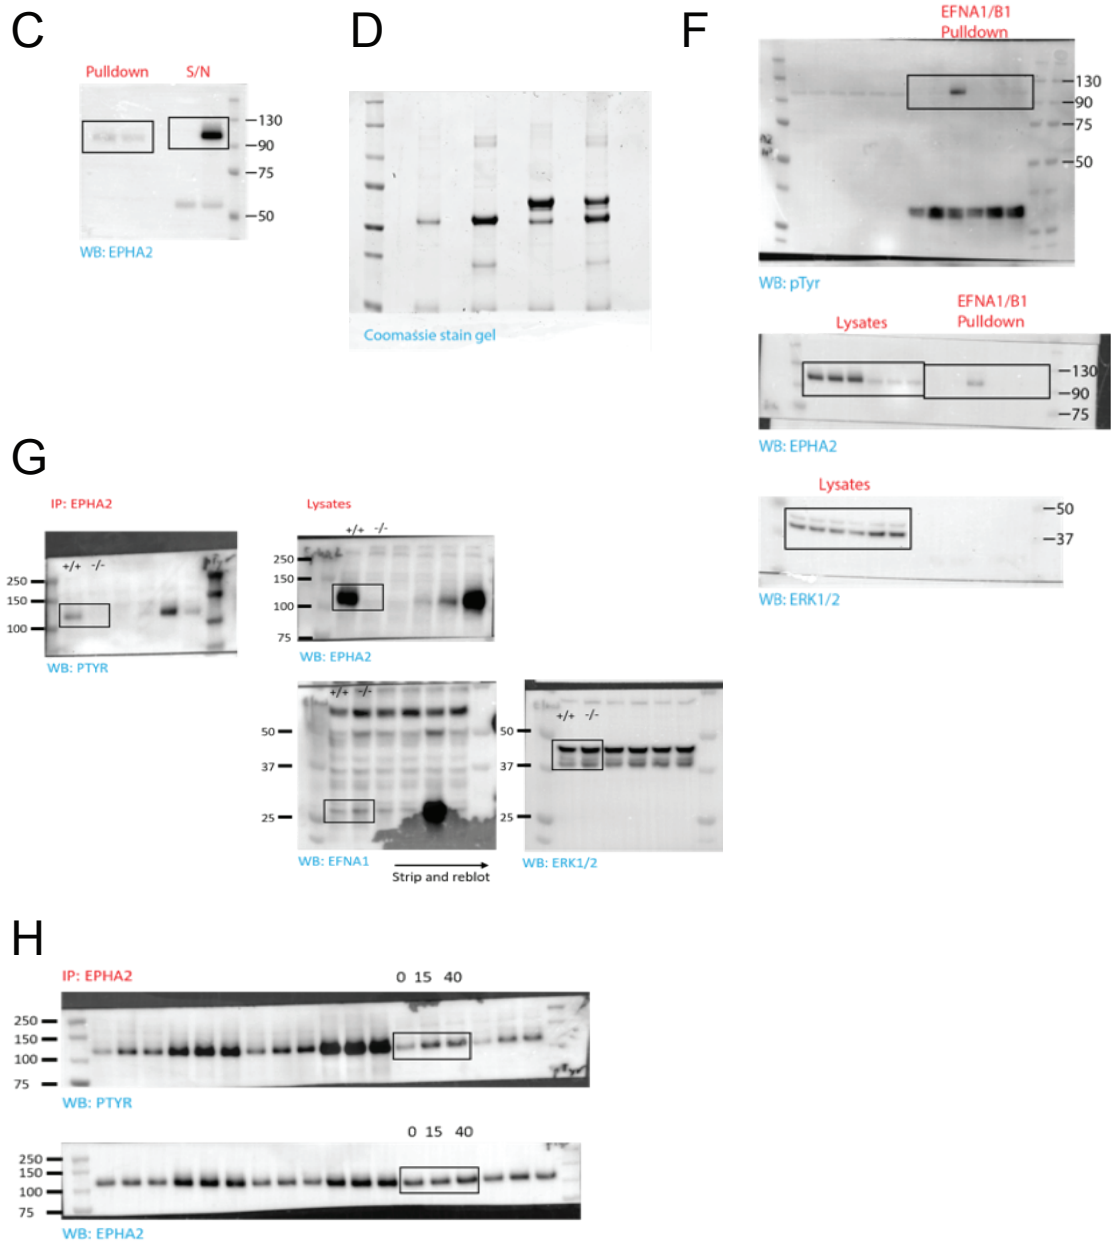 C
Pulldown S/N
130
90
75
50
WB: EPHA2
D
Coomassie stain gel
F
EFNA1/B1
Pulldown
130
90
75
50
WB: pTyr
EFNA1/B1
Lysates Pulldown
130
90
75
WB: EPHA2
Lysates
50
37
WB: ERK1/2
G
IP: EPHA2
+/+ -/-
250
150
100
WB: PTYR
Lysates
+/+ -/-
250
150
100
75
WB: EPHA2
+/+ -/-
50
37
25
WB: EFNA1
Strip and reblot
+/+ -/-
50
37
25
WB: ERK1/2
H
IP: EPHA2
0 15 40
250
150
100
75
pTyr
WB: PTYR
0 15 40
250
150
100
75
WB: EPHA2